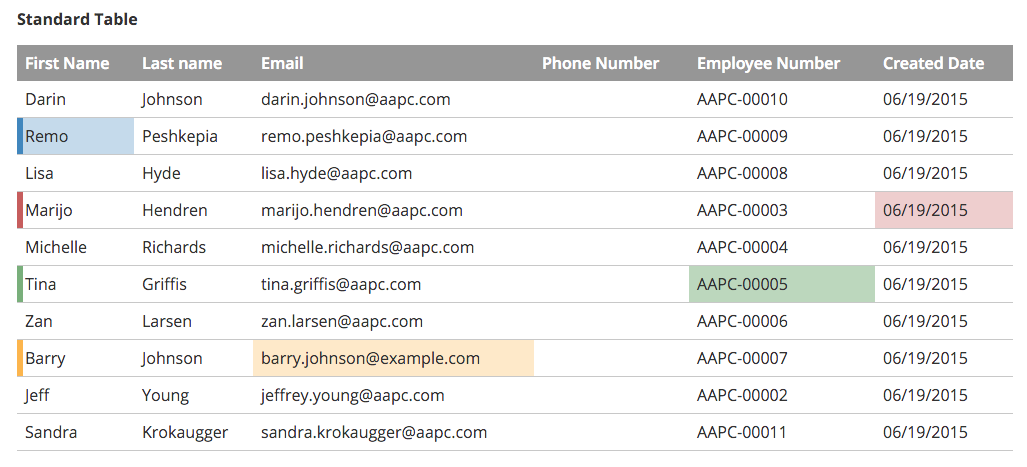 Standard Table
First Name Last name Email Phone Number Employee Number Created Date
Darin Johnson darin.johnson@aapc.com AAPC-00010 06/19/2015
Remo Peshkepia remo.peshkepia@aapc.com AAPC-00009 06/19/2015
Lisa Hyde lisa.hyde@aapc.com AAPC-00008 06/19/2015
Marijo Hendren marijo.hendren@aapc.com AAPC-00003 06/19/2015
Michelle Richards michelle.richards@aapc.com AAPC-00004 06/19/2015
Tina Griffis tina.griffis@aapc.com AAPC-00005 06/19/2015
Zan Larsen zan.larsen@aapc.com AAPC-00006 06/19/2015
Barry Johnson barry.johnson@example.com AAPC-00007 06/19/2015
Jeff Young jeffrey.young@aapc.com AAPC-00002 06/19/2015
Sandra Krokaugger sandra.krokaugger@aapc.com AAPC-00011 06/19/2015